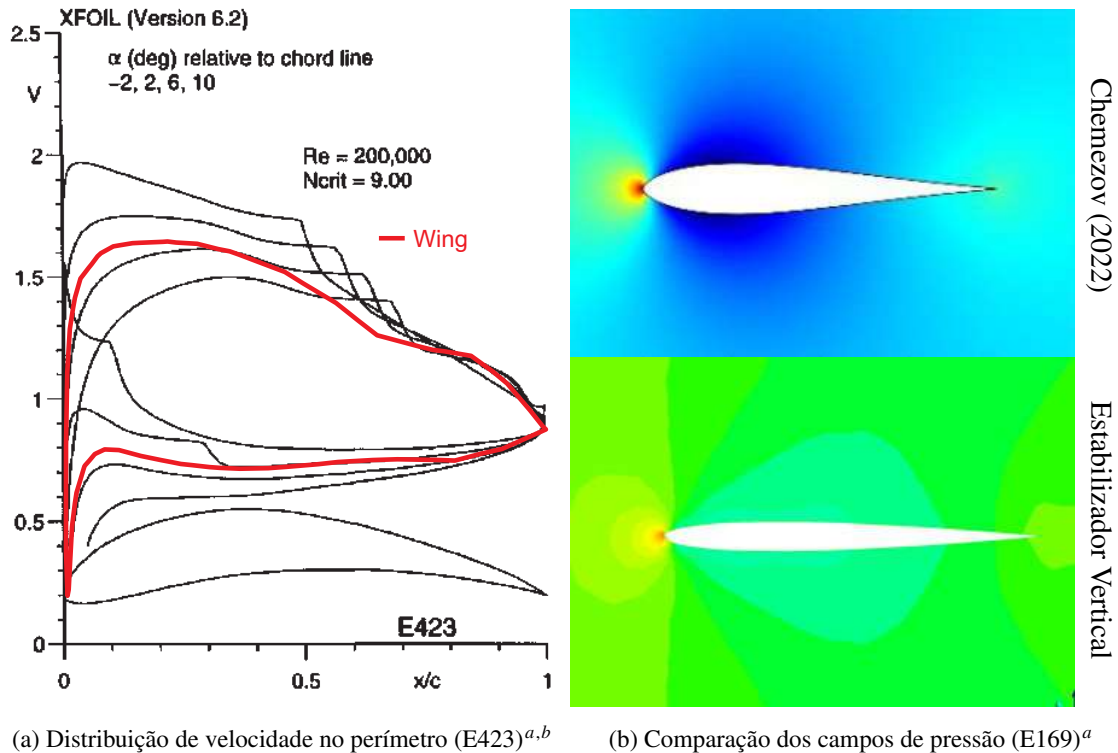 XFOIL (Version 6.2)
2.5
α (deg) relative to chord line
−2, 2, 6, 10
V
2
Re = 200,000
Ncrit = 9.00
Wing
1.5
1
0.5
E423
0
0
0.5
x/c
1
(a) Distribuição de velocidade no perímetro (E423)a,b
Chemezov (2022)
Estabilizador Vertical
(b) Comparação dos campos de pressão (E169)a